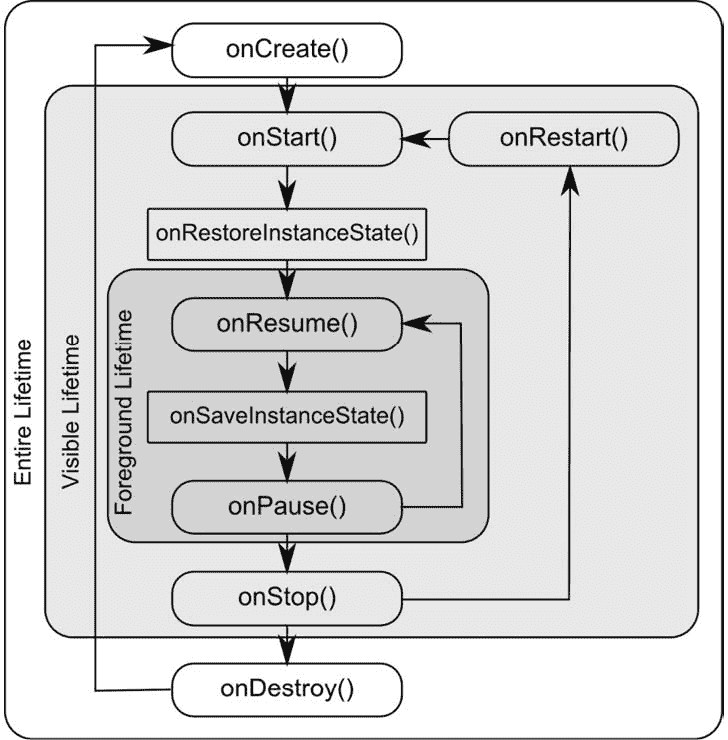 onCreate()
onStart()
onRestart()
onRestoreInstanceState()
onResume()
onSaveInstanceState()
onPause()
onStop()
onDestroy()
Entire Lifetime
Visible Lifetime
Foreground Lifetime